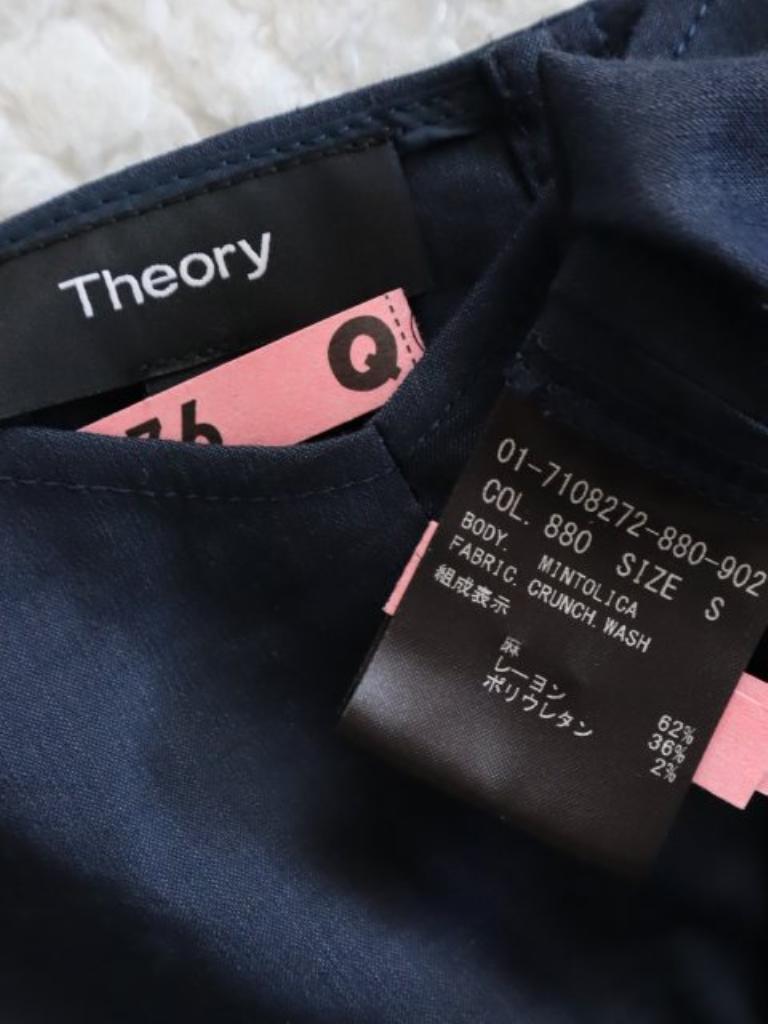 Theory
Q
76
01-7108272-880-902
COL. 880 SIZE S
BODY. MINTOLICA
FABRIC. CRUNCH.WASH
組成表示
麻 62%
レーヨン 36%
ポリウレタン 2%